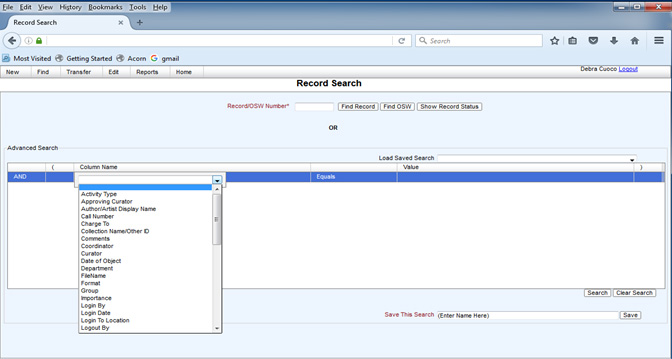 File Edit View History Bookmarks Tools Help
Record Search
Search
Most Visited Getting Started Acorn gmail
New Find Transfer Edit Reports Home Debra Cuoco Logout
Record Search
Record/OSW Number* Find Record Find OSW Show Record Status
OR
Advanced Search
Load Saved Search
( Column Name Value )
AND Equals
Activity Type
Approving Curator
Author/Artist Display Name
Call Number
Charge To
Collection Name/Other ID
Comments
Coordinator
Curator
Date of Object
Department
FileName
Format
Group
Importance
Login By
Login Date
Login To Location
Logout By
Search Clear Search
Save This Search (Enter Name Here) Save